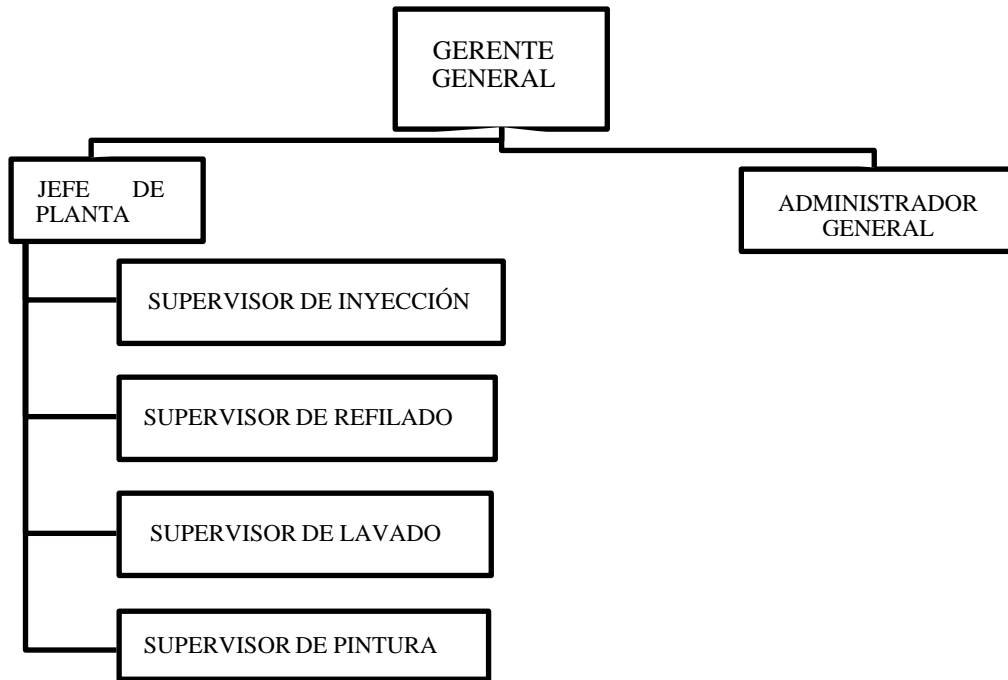 GERENTE
GENERAL
JEFE DE
PLANTA
ADMINISTRADOR
GENERAL
SUPERVISOR DE INYECCIÓN
SUPERVISOR DE REFILADO
SUPERVISOR DE LAVADO
SUPERVISOR DE PINTURA